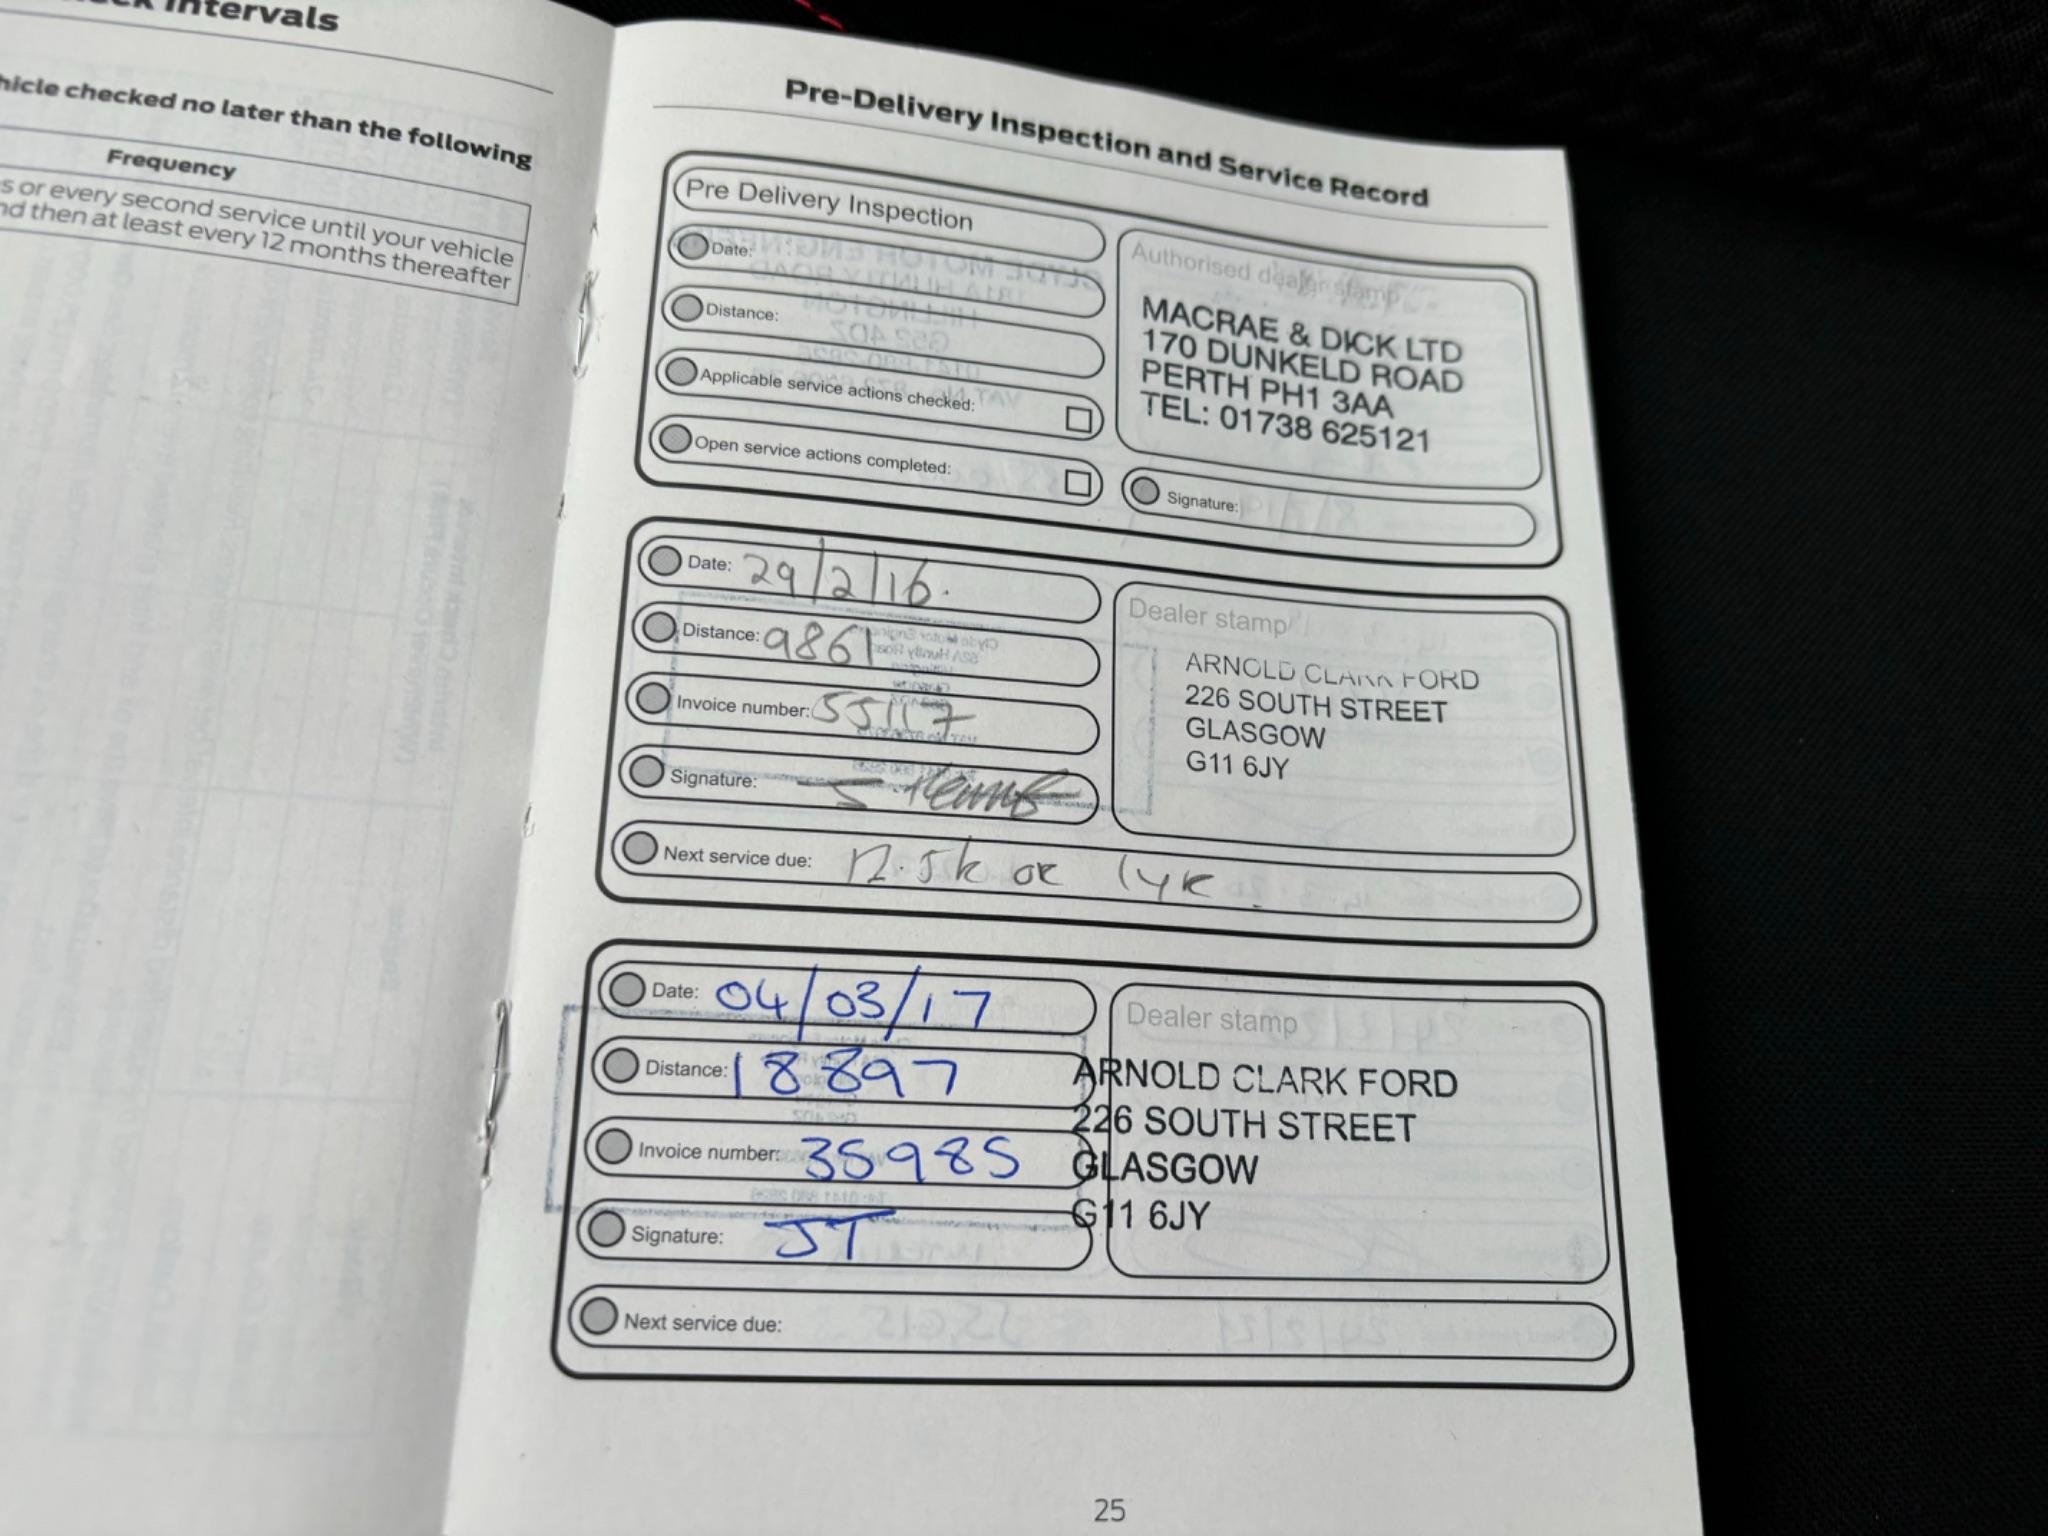 Intervals
hicle checked no later than the following
Frequency
s or every second service until your vehicle
nd then at least every 12 months thereafter
Pre-Delivery Inspection and Service Record
Pre Delivery Inspection
Date:
Distance:
Applicable service actions checked:
Open service actions completed:
Authorised dealer stamp
MACRAE & DICK LTD
170 DUNKELD ROAD
PERTH PH1 3AA
TEL: 01738 625121
Signature:
Date: 29/2/16.
Distance: 9861
Invoice number: 55117
Signature:
Next service due: 12.5k or 1yr.
Dealer stamp
ARNOLD CLARK FORD
226 SOUTH STREET
GLASGOW
G11 6JY
Date: 04/03/17
Distance: 18897
Invoice number: 35985
Signature: JT
Next service due:
Dealer stamp
ARNOLD CLARK FORD
226 SOUTH STREET
GLASGOW
G11 6JY
25